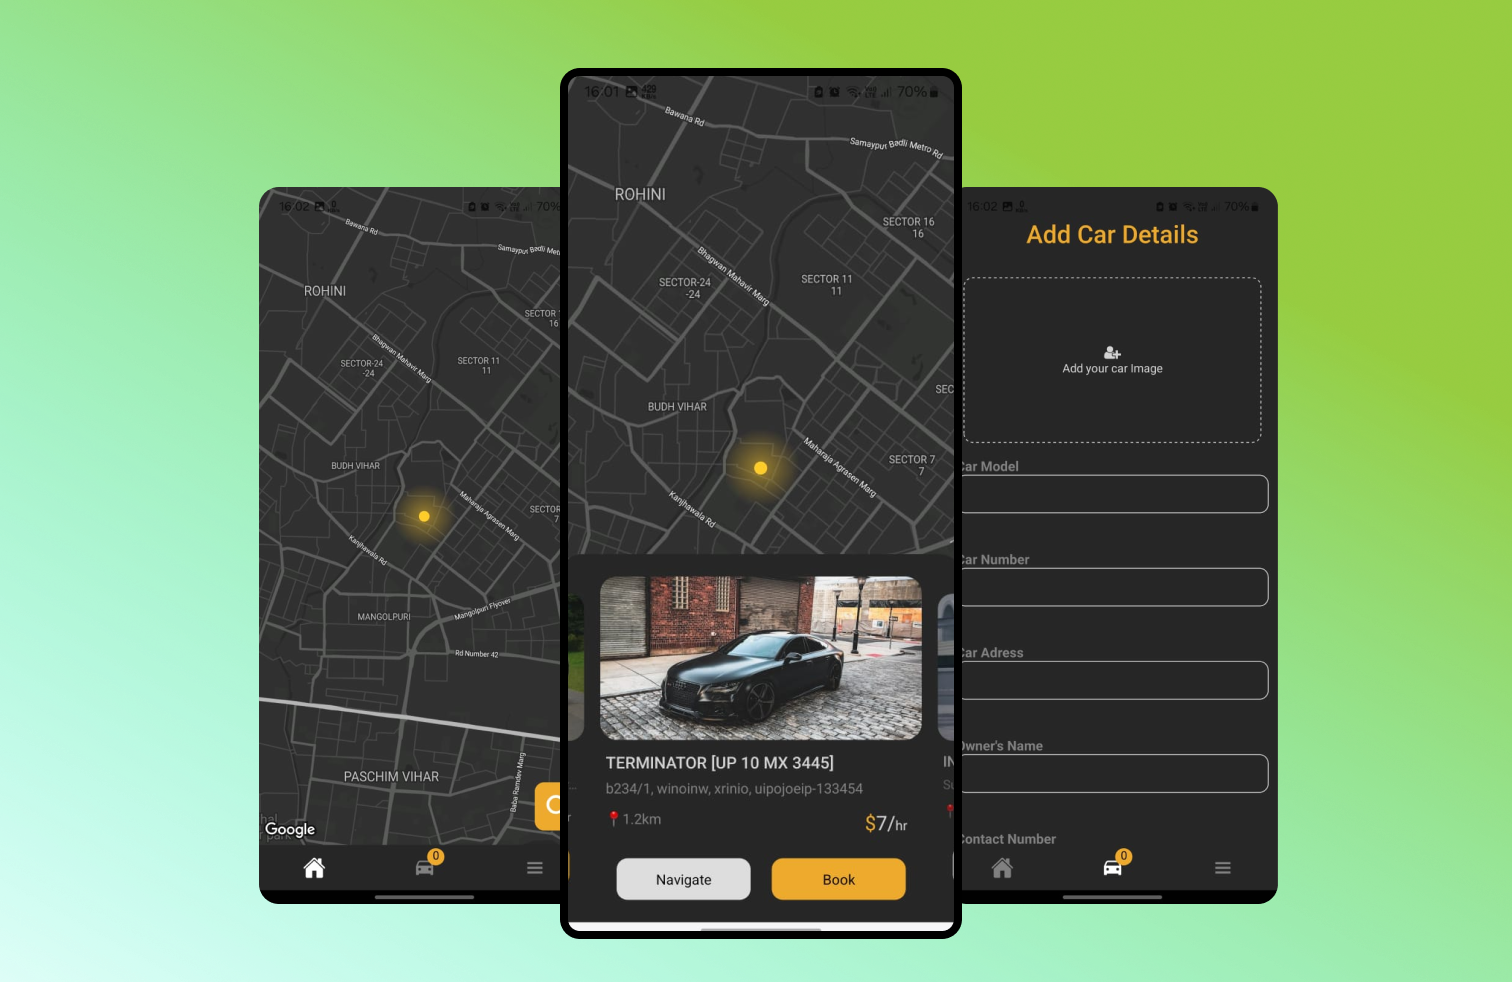 16:02
70%
Bawana Rd
Samaypur Badli Met
ROHINI
SECTOR 1
16
Bhagwan Mahavir Marg
SECTOR-24
-24
SECTOR 11
11
BUDH VIHAR
Maharaja Agrasen Marg
SECTOR
7
Kanjhawala Rd
MANGOLPURI
Mangolpuri Flyover
Rd Number 42
PASCHIM VIHAR
Baba Ramdev Marg
Google
0
16:01
429
KB/s
70%
Bawana Rd
Samaypur Badli Metro Rd
ROHINI
SECTOR 16
16
Bhagwan Mahavir Marg
SECTOR-24
-24
SECTOR 11
11
SEC
BUDH VIHAR
Maharaja Agrasen Marg
SECTOR 7
7
Kanjhawala Rd
TERMINATOR [UP 10 MX 3445]
b234/1, winoinw, xrinio, uipojoeip-133454
1.2km
$7/hr
Navigate
Book
16:02
70%
Add Car Details
Add your car Image
Car Model
Car Number
Car Adress
Owner's Name
Contact Number
0